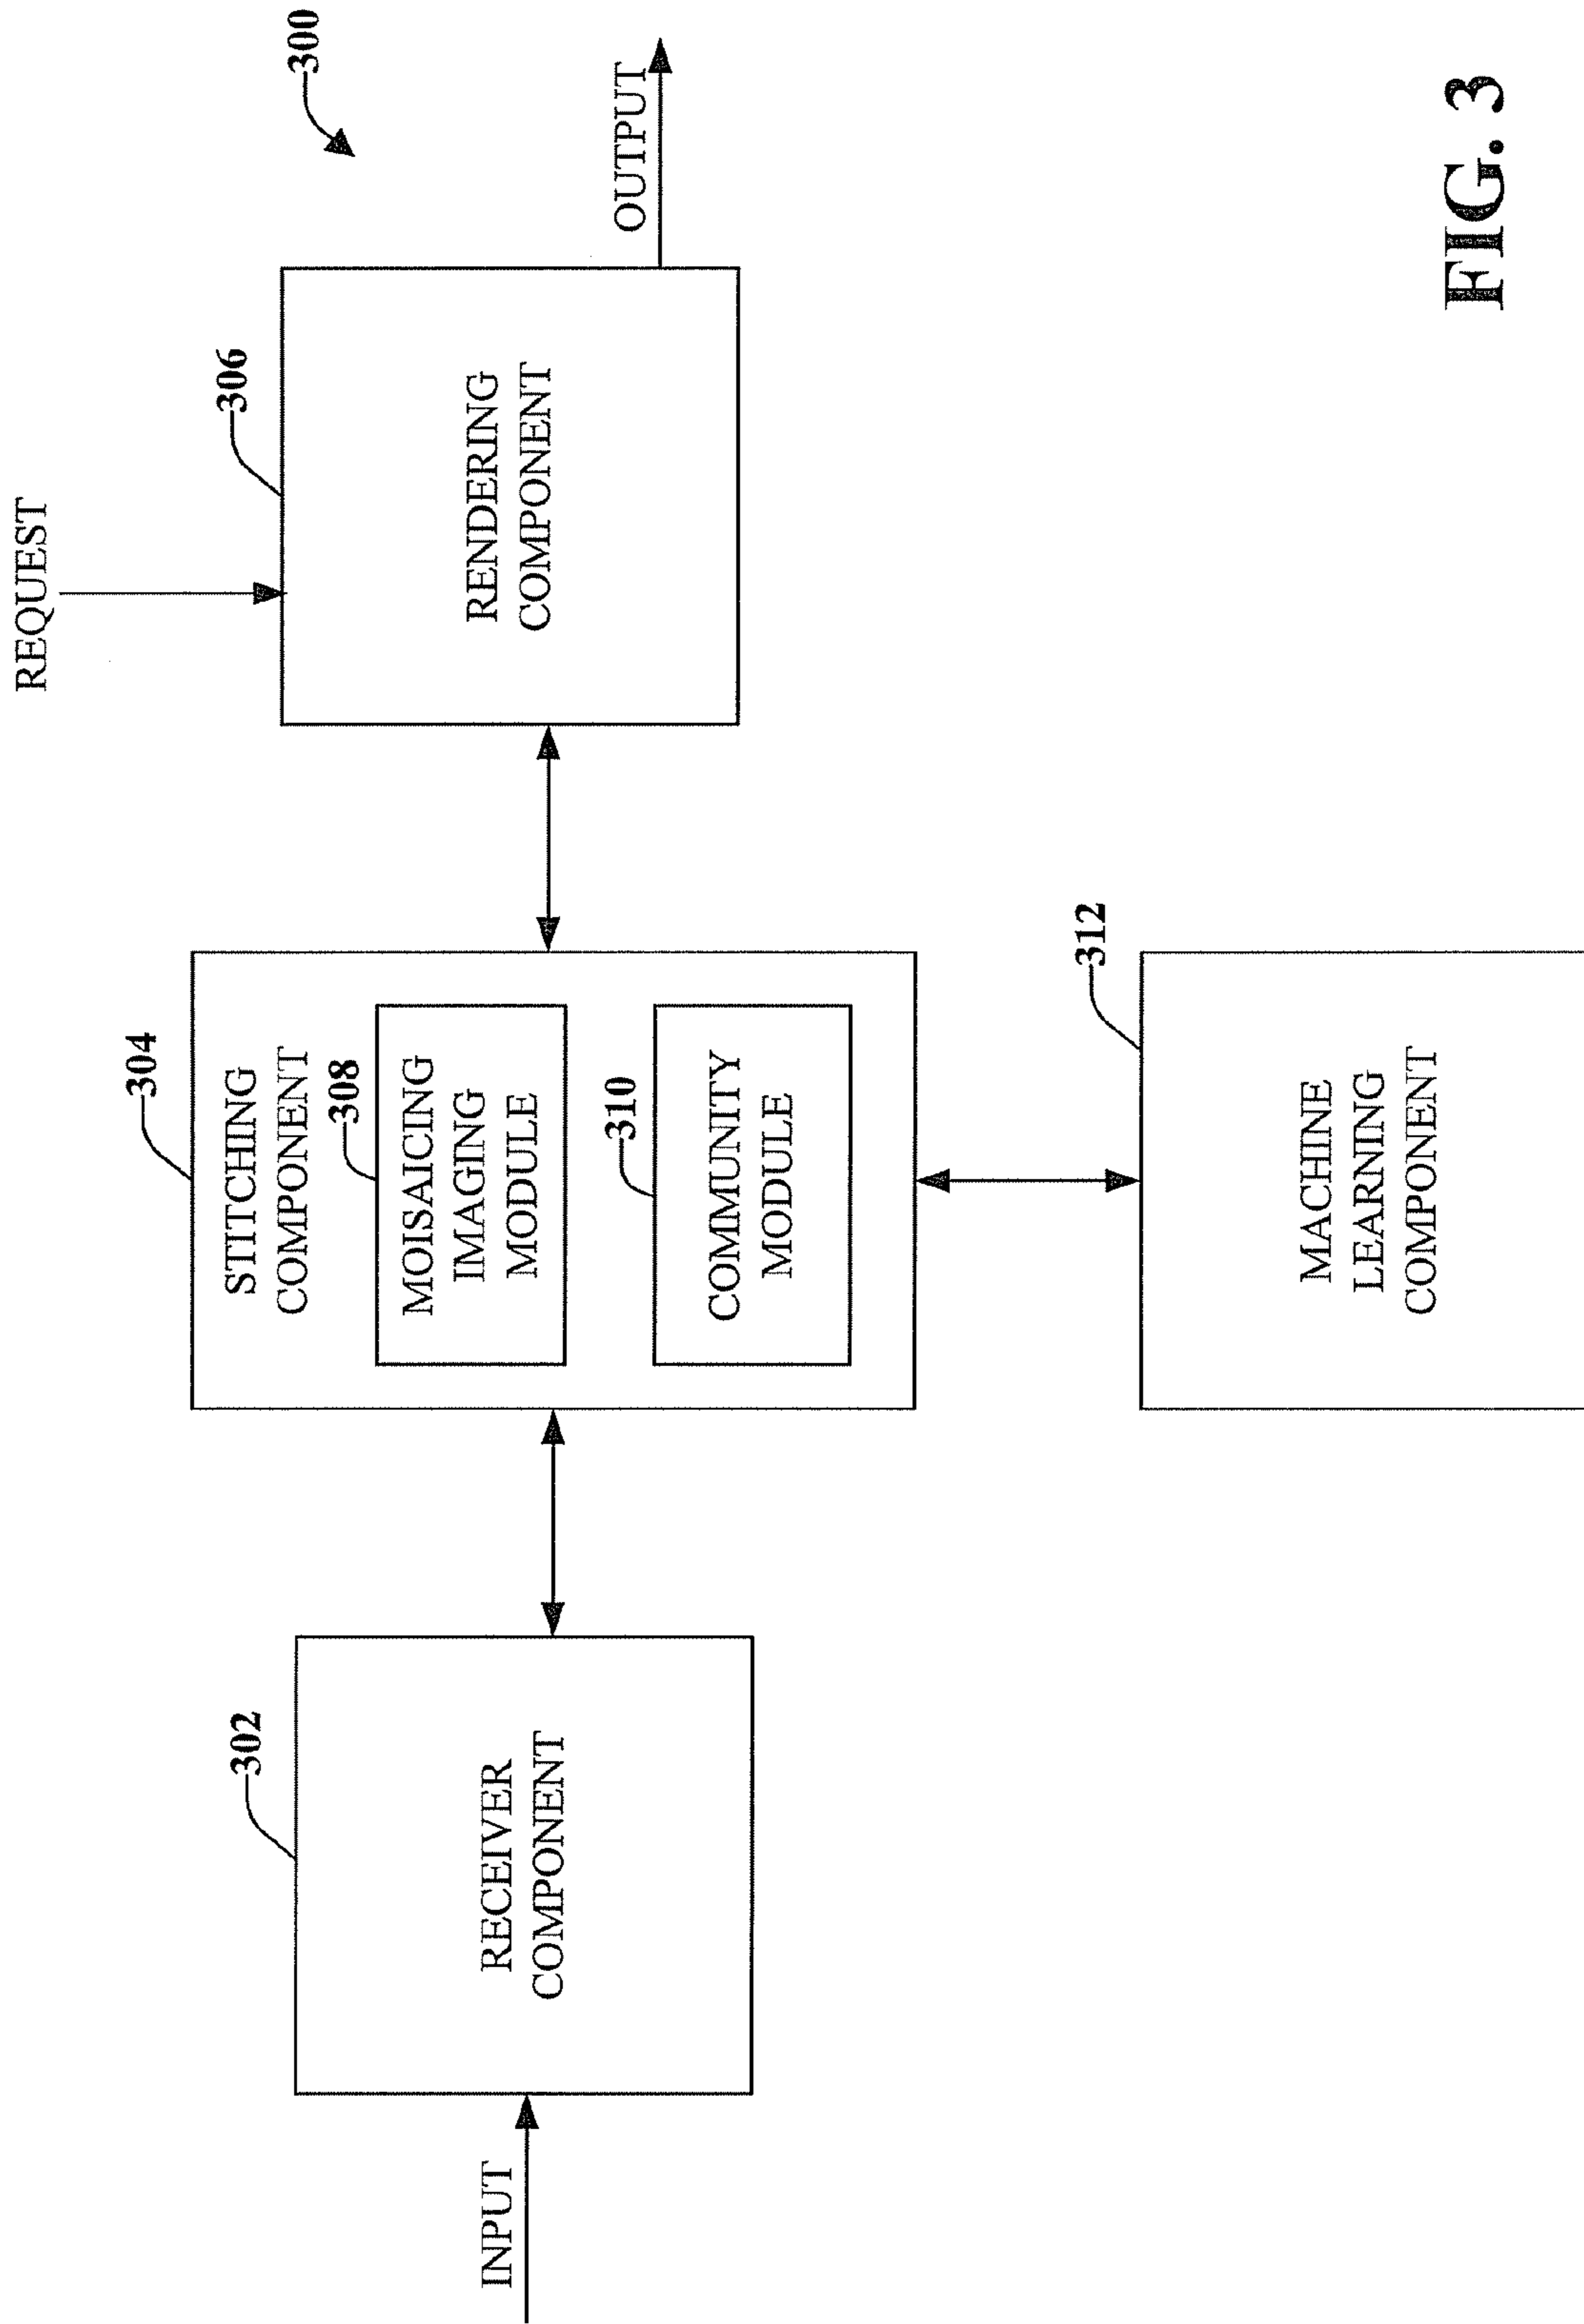 REQUEST
300
306
RENDERING
COMPONENT
OUTPUT
304
STITCHING
COMPONENT
308
MOISAICING
IMAGING
MODULE
310
COMMUNITY
MODULE
302
RECEIVER
COMPONENT
INPUT
312
MACHINE
LEARNING
COMPONENT
FIG. 3